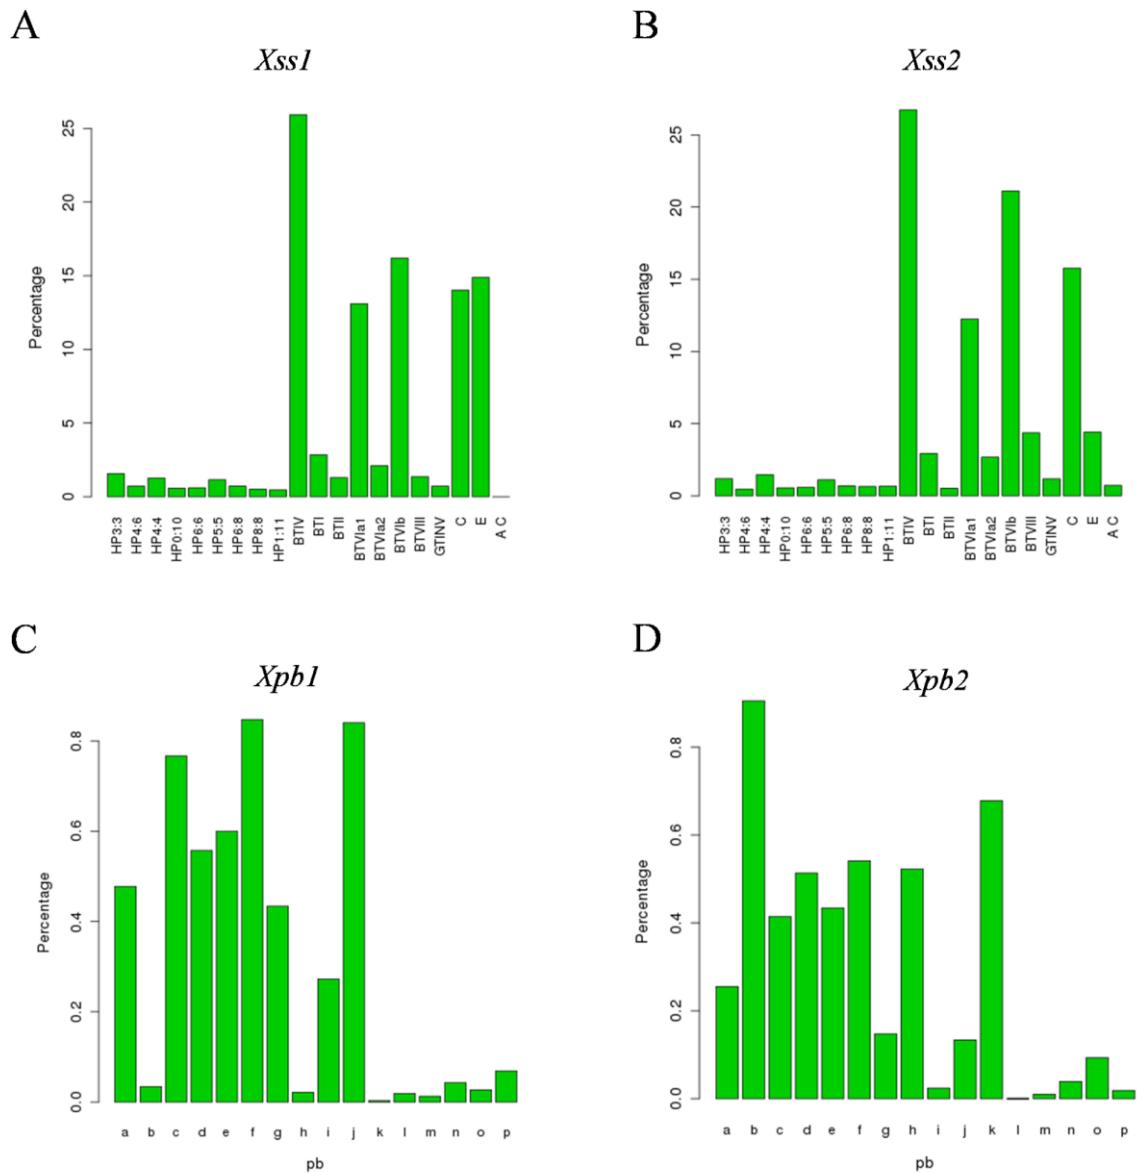 A
Xss1
Percentage
0 5 10 15 20 25
HP3:3 HP4:6 HP4:4 HP0:10 HP6:6 HP5:5 HP6:8 HP8:8 HP1:11 BTIV BTI BTII BTVIa1 BTVIa2 BTVIb BTVIII GTINV C E A C
B
Xss2
Percentage
0 5 10 15 20 25
HP3:3 HP4:6 HP4:4 HP0:10 HP6:6 HP5:5 HP6:8 HP8:8 HP1:11 BTIV BTI BTII BTVIa1 BTVIa2 BTVIb BTVIII GTINV C E A C
C
Xpb1
Percentage
0.0 0.2 0.4 0.6 0.8
a b c d e f g h i j k l m n o p
pb
D
Xpb2
Percentage
0.0 0.2 0.4 0.6 0.8
a b c d e f g h i j k l m n o p
pb